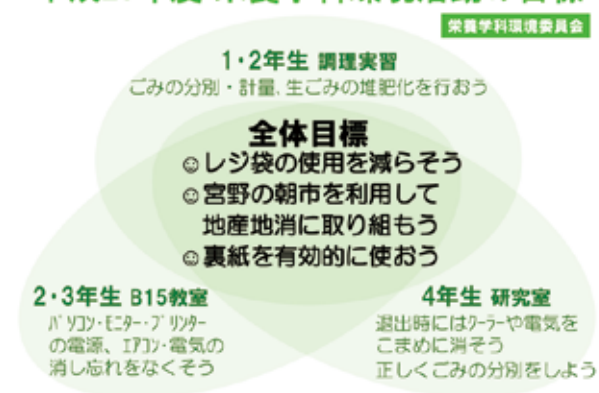 栄養学科環境委員会
1・2年生 調理実習
ごみの分別・計量、生ごみの堆肥化を行おう
全体目標
☺レジ袋の使用を減らそう
☺宮野の朝市を利用して
地産地消に取り組もう
☺裏紙を有効的に使おう
2・3年生 B15教室
パソコン・モニター・プリンター
の電源、エアコン・電気の
消し忘れをなくそう
4年生 研究室
退出時にはクーラーや電気を
こまめに消そう
正しくごみの分別をしよう